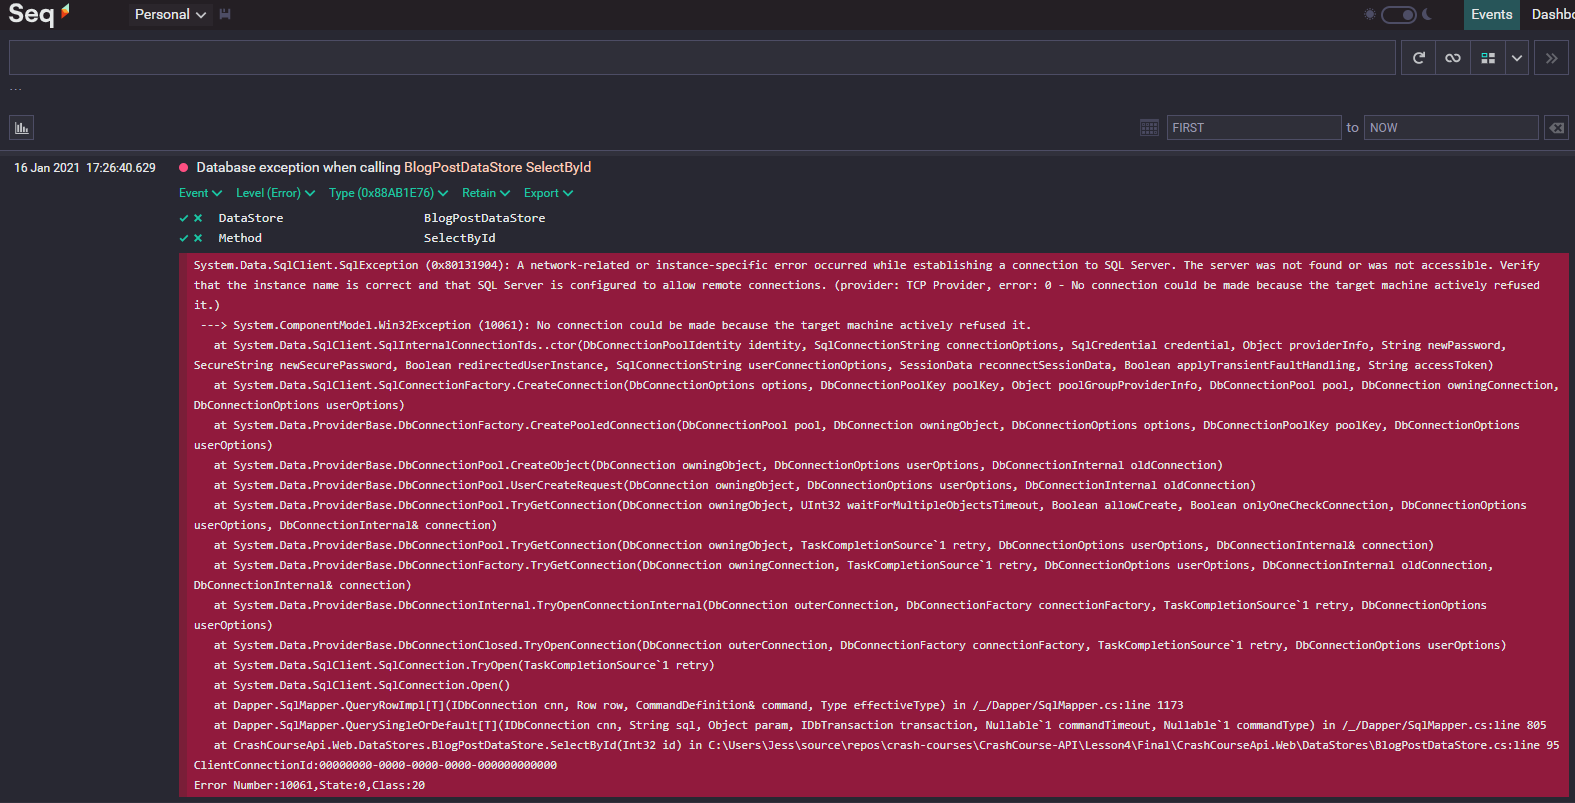 Seq
Personal
Events
Dashbo
...
FIRST to NOW
16 Jan 2021 17:26:40.629 Database exception when calling BlogPostDataStore SelectById
Event Level (Error) Type (0x88AB1E76) Retain Export
DataStore BlogPostDataStore
Method SelectById
System.Data.SqlClient.SqlException (0x80131904): A network-related or instance-specific error occurred while establishing a connection to SQL Server. The server was not found or was not accessible. Verify
that the instance name is correct and that SQL Server is configured to allow remote connections. (provider: TCP Provider, error: 0 - No connection could be made because the target machine actively refused
it.)
---> System.ComponentModel.Win32Exception (10061): No connection could be made because the target machine actively refused it.
at System.Data.SqlClient.SqlInternalConnectionTds..ctor(DbConnectionPoolIdentity identity, SqlConnectionString connectionOptions, SqlCredential credential, Object providerInfo, String newPassword,
SecureString newSecurePassword, Boolean redirectedUserInstance, SqlConnectionString userConnectionOptions, SessionData reconnectSessionData, Boolean applyTransientFaultHandling, String accessToken)
at System.Data.SqlClient.SqlConnectionFactory.CreateConnection(DbConnectionOptions options, DbConnectionPoolKey poolKey, Object poolGroupProviderInfo, DbConnectionPool pool, DbConnection owningConnection,
DbConnectionOptions userOptions)
at System.Data.ProviderBase.DbConnectionFactory.CreatePooledConnection(DbConnectionPool pool, DbConnection owningObject, DbConnectionOptions options, DbConnectionPoolKey poolKey, DbConnectionOptions
userOptions)
at System.Data.ProviderBase.DbConnectionPool.CreateObject(DbConnection owningObject, DbConnectionOptions userOptions, DbConnectionInternal oldConnection)
at System.Data.ProviderBase.DbConnectionPool.UserCreateRequest(DbConnection owningObject, DbConnectionOptions userOptions, DbConnectionInternal oldConnection)
at System.Data.ProviderBase.DbConnectionPool.TryGetConnection(DbConnection owningObject, UInt32 waitForMultipleObjectsTimeout, Boolean allowCreate, Boolean onlyOneCheckConnection, DbConnectionOptions
userOptions, DbConnectionInternal& connection)
at System.Data.ProviderBase.DbConnectionPool.TryGetConnection(DbConnection owningObject, TaskCompletionSource`1 retry, DbConnectionOptions userOptions, DbConnectionInternal& connection)
at System.Data.ProviderBase.DbConnectionFactory.TryGetConnection(DbConnection owningConnection, TaskCompletionSource`1 retry, DbConnectionOptions userOptions, DbConnectionInternal oldConnection,
DbConnectionInternal& connection)
at System.Data.ProviderBase.DbConnectionInternal.TryOpenConnectionInternal(DbConnection outerConnection, DbConnectionFactory connectionFactory, TaskCompletionSource`1 retry, DbConnectionOptions
userOptions)
at System.Data.ProviderBase.DbConnectionClosed.TryOpenConnection(DbConnection outerConnection, DbConnectionFactory connectionFactory, TaskCompletionSource`1 retry, DbConnectionOptions userOptions)
at System.Data.SqlClient.SqlConnection.TryOpen(TaskCompletionSource`1 retry)
at System.Data.SqlClient.SqlConnection.Open()
at Dapper.SqlMapper.QueryRowImpl[T](IDbConnection cnn, Row row, CommandDefinition& command, Type effectiveType) in /_/Dapper/SqlMapper.cs:line 1173
at Dapper.SqlMapper.QuerySingleOrDefault[T](IDbConnection cnn, String sql, Object param, IDbTransaction transaction, Nullable`1 commandTimeout, Nullable`1 commandType) in /_/Dapper/SqlMapper.cs:line 805
at CrashCourseApi.Web.DataStores.BlogPostDataStore.SelectById(Int32 id) in C:\Users\Jess\source\repos\crash-courses\CrashCourse-API\Lesson4\Final\CrashCourseApi.Web\DataStores\BlogPostDataStore.cs:line 95
ClientConnectionId:00000000-0000-0000-0000-000000000000
Error Number:10061,State:0,Class:20